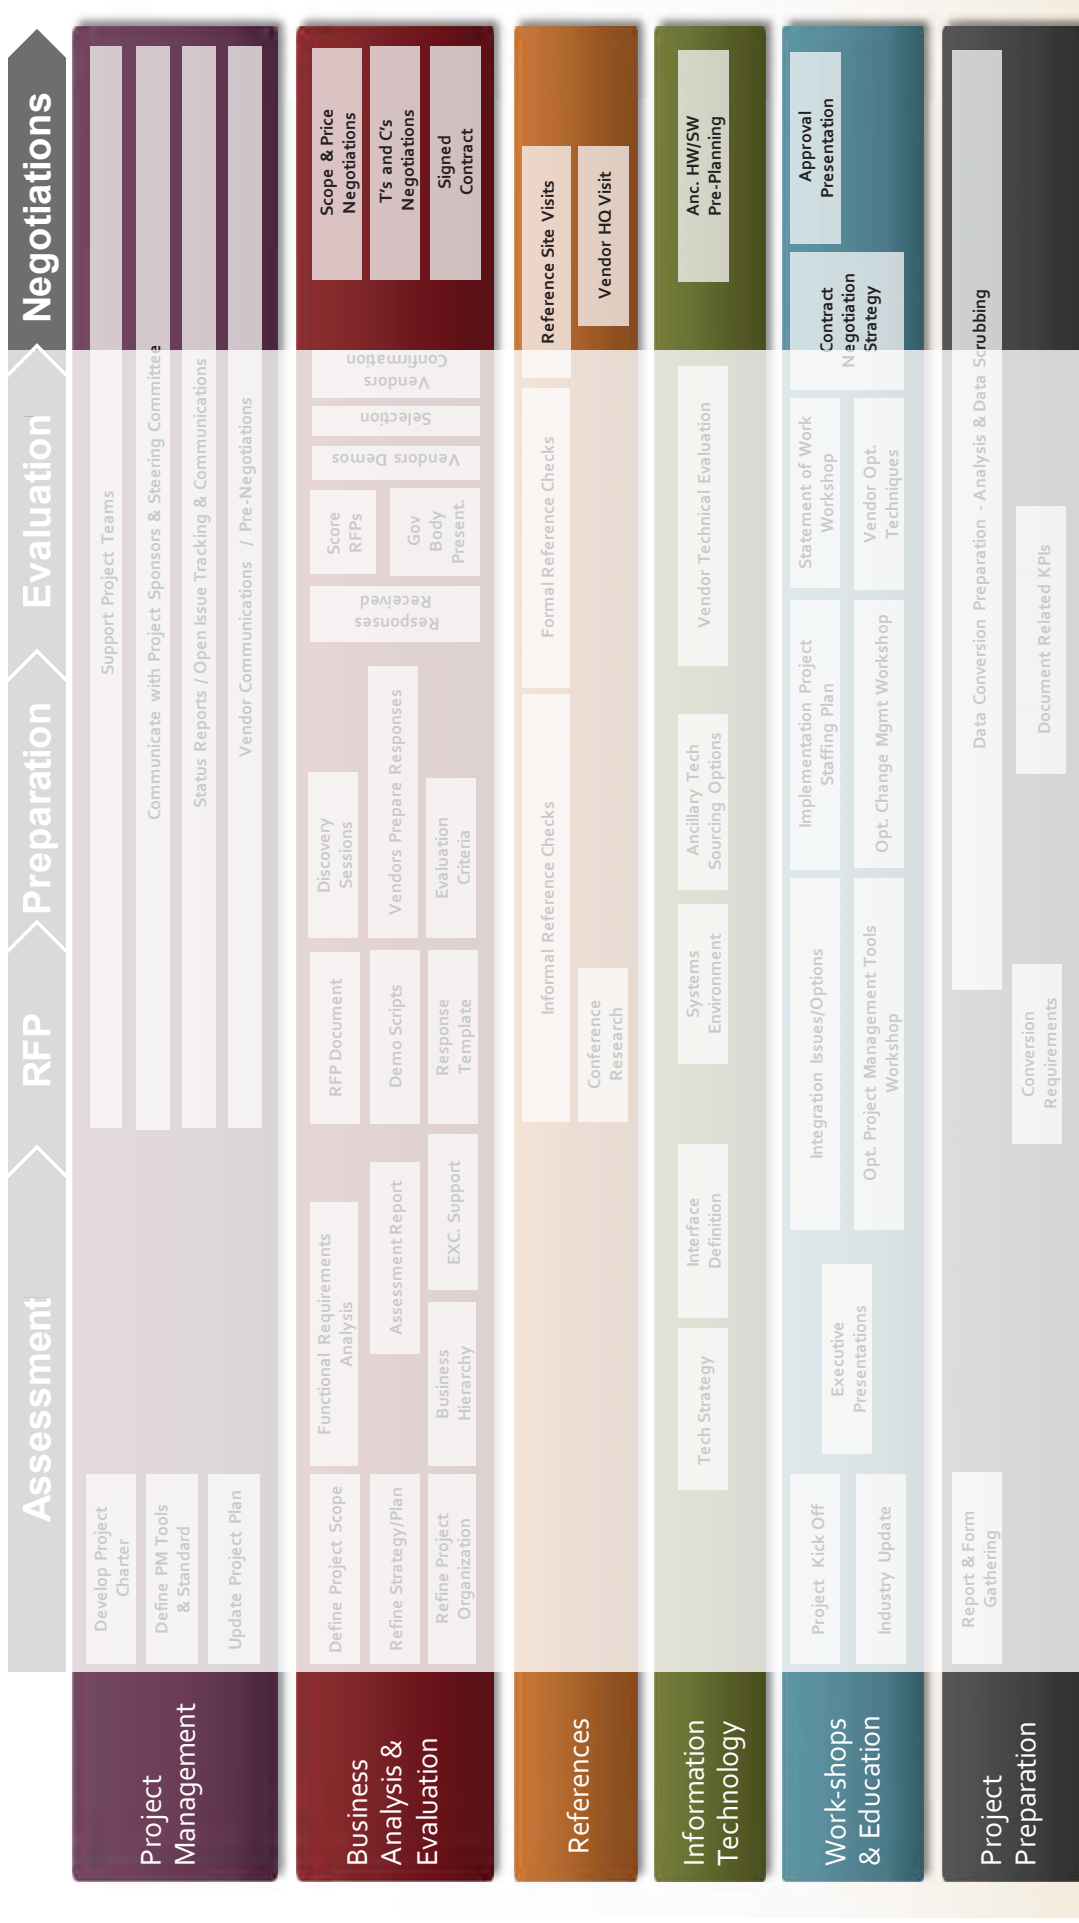 Assessment
RFP
Preparation
Evaluation
Negotiations
Project
Management
Develop Project
Charter
Define PM Tools
& Standard
Update Project Plan
Support Project Teams
Communicate with Project Sponsors & Steering Committee
Status Reports / Open Issue Tracking & Communications
Vendor Communications / Pre-Negotiations
Business
Analysis &
Evaluation
Define Project Scope
Refine Strategy/Plan
Refine Project
Organization
Functional Requirements
Analysis
Assessment Report
Business
Hierarchy
EXC. Support
RFP Document
Demo Scripts
Response
Template
Discovery
Sessions
Vendors Prepare Responses
Evaluation
Criteria
Responses
Received
Score
RFPs
Gov
Body
Present.
Vendors Demos
Selection
Vendors
Confirmation
Scope & Price
Negotiations
T's and C's
Negotiations
Signed
Contract
References
Informal Reference Checks
Conference
Research
Formal Reference Checks
Reference Site Visits
Vendor HQ Visit
Information
Technology
Tech Strategy
Interface
Definition
Systems
Environment
Ancillary Tech
Sourcing Options
Vendor Technical Evaluation
Anc. HW/SW
Pre-Planning
Work-shops
& Education
Project Kick Off
Industry Update
Executive
Presentations
Integration Issues/Options
Opt. Project Management Tools
Workshop
Implementation Project
Staffing Plan
Opt. Change Mgmt Workshop
Statement of Work
Workshop
Vendor Opt.
Techniques
Contract
Negotiation
Strategy
Approval
Presentation
Project
Preparation
Report & Form
Gathering
Conversion
Requirements
Data Conversion Preparation - Analysis & Data Scrubbing
Document Related KPIs